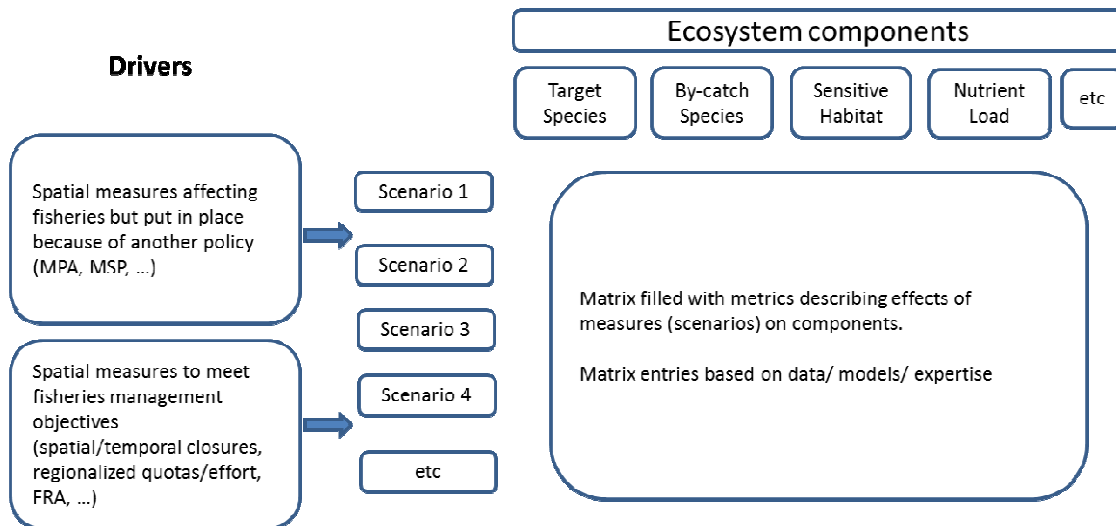 Ecosystem components
Drivers
Target
Species
By-catch
Species
Sensitive
Habitat
Nutrient
Load
etc
Spatial measures affecting
fisheries but put in place
because of another policy
(MPA, MSP, ...)
Scenario 1
Scenario 2
Scenario 3
Scenario 4
etc
Spatial measures to meet
fisheries management
objectives
(spatial/temporal closures,
regionalized quotas/effort,
FRA, ...)
Matrix filled with metrics describing effects of
measures (scenarios) on components.
Matrix entries based on data/ models/ expertise